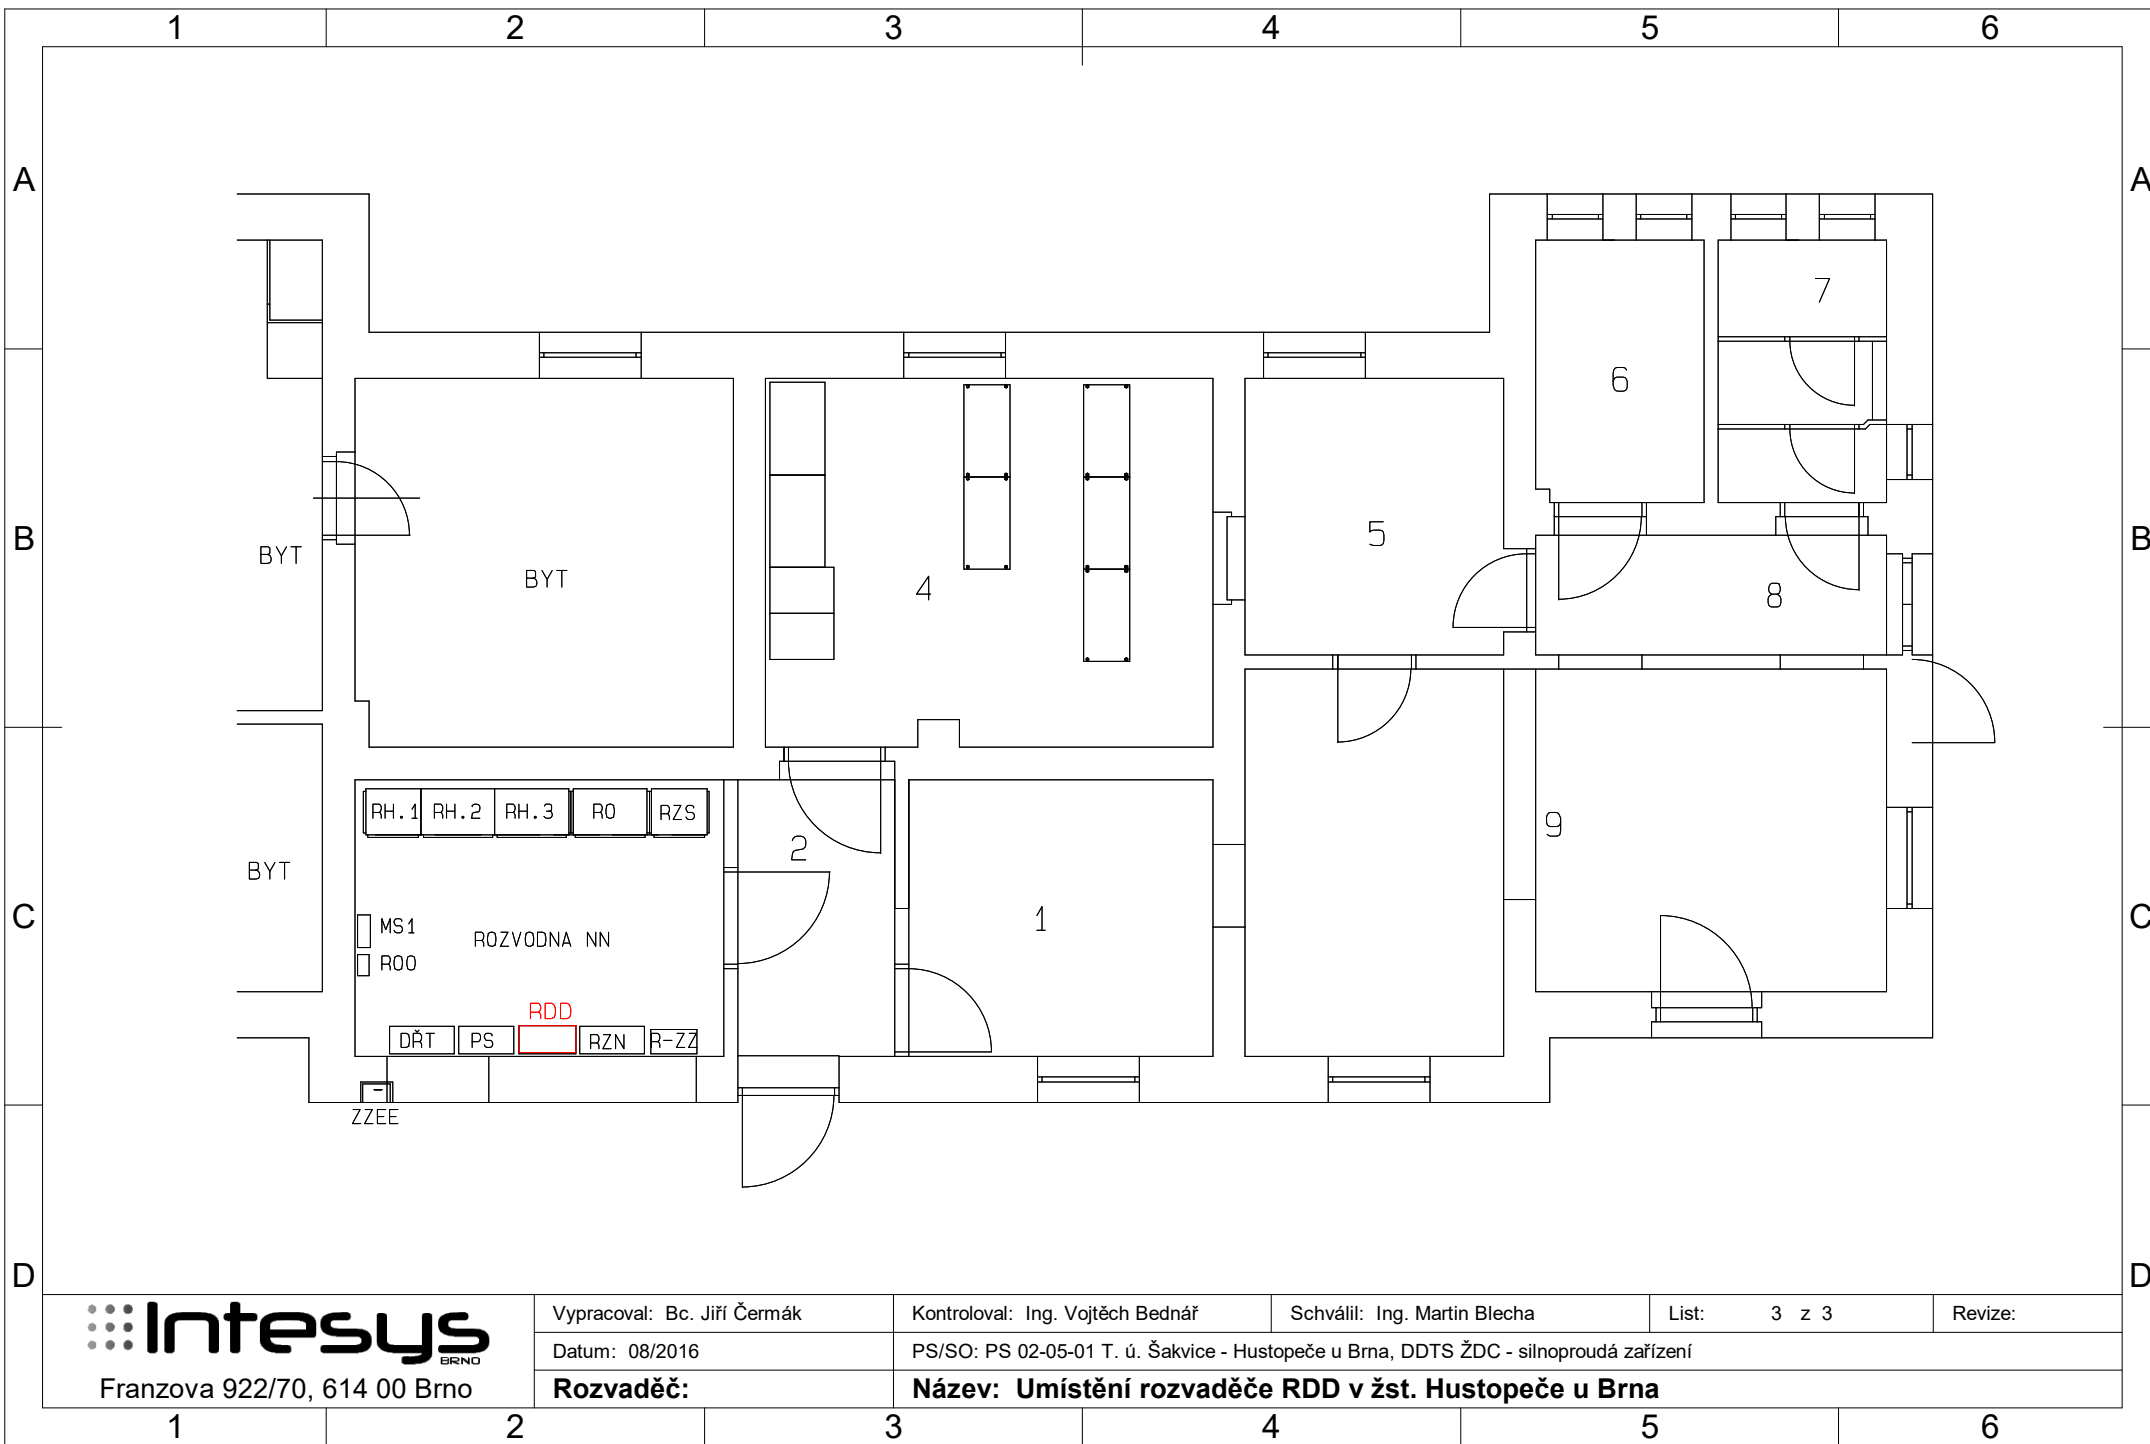 1 2 3 4 5 6
A A
7
6
B B
5
BYT
BYT
4
8
RH.1 RH.2 RH.3 RO RZS
9
2
BYT
C C
1
MS1
ROZVODNA NN
ROO
RDD
DŘT PS RZN R-ZZ
ZZEE
D D
Intesys
BRNO
Franzova 922/70, 614 00 Brno
Vypracoval: Bc. Jiří Čermák
Kontroloval: Ing. Vojtěch Bednář
Schválil: Ing. Martin Blecha
List: 3 z 3
Revize:
Datum: 08/2016
PS/SO: PS 02-05-01 T. ú. Šakvice - Hustopeče u Brna, DDTS ŽDC - silnoproudá zařízení
Rozvaděč:
Název: Umístění rozvaděče RDD v žst. Hustopeče u Brna
1 2 3 4 5 6